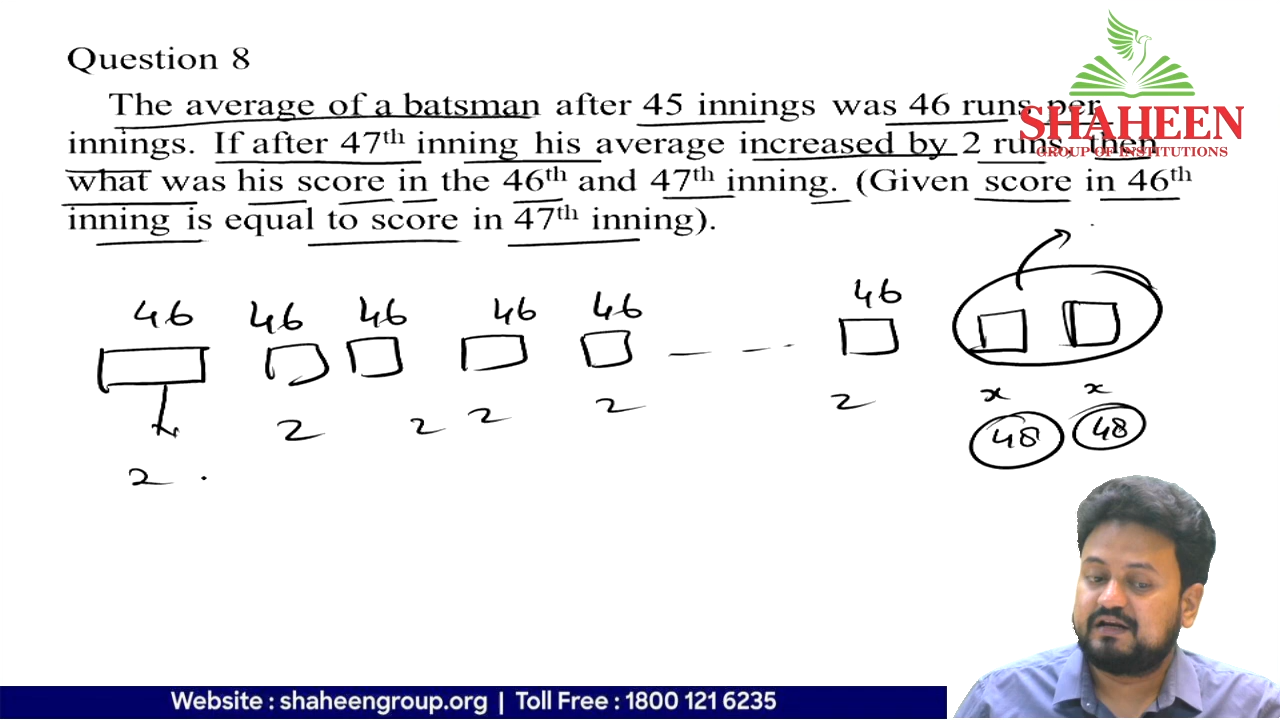 Question 8
The average of a batsman after 45 innings was 46 runs per
innings. If after 47th inning his average increased by 2 runs, then
what was his score in the 46th and 47th inning. (Given score in 46th
inning is equal to score in 47th inning).
SHAHEEN
GROUP OF INSTITUTIONS
46 46 46 46 46 46
x x
2 2 2 2 2 2 48 48
Website : shaheengroup.org | Toll Free : 1800 121 6235